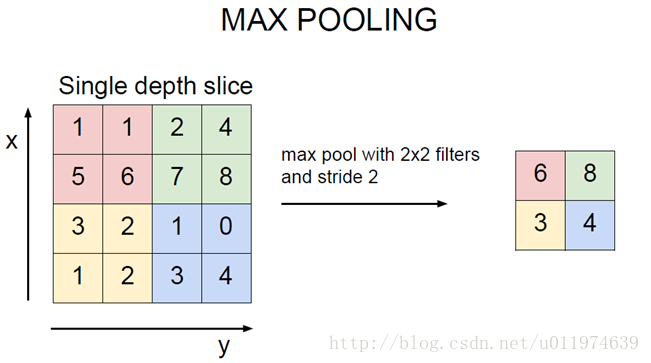 MAX POOLING
Single depth slice
x
1 1 2 4
5 6 7 8
3 2 1 0
1 2 3 4
y
max pool with 2x2 filters
and stride 2
6 8
3 4
http://blog.csdn.net/u011974639